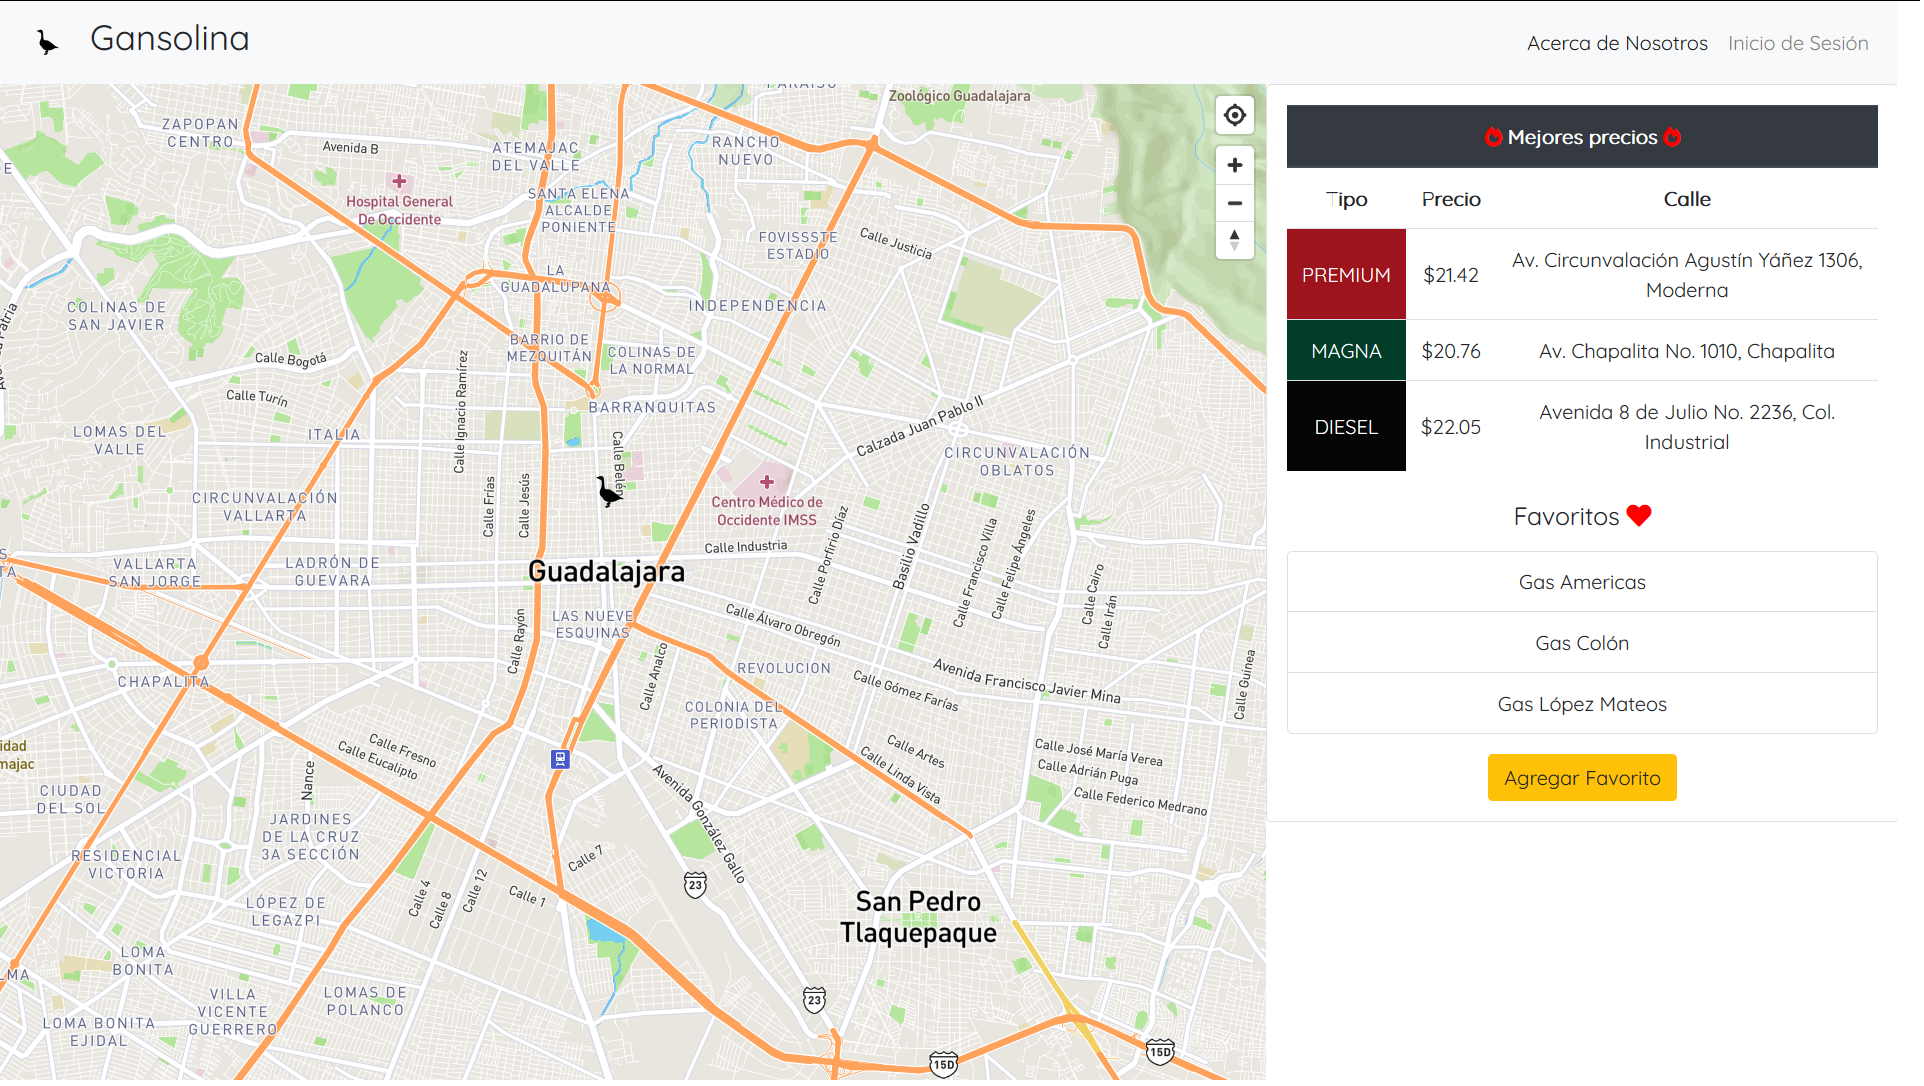 Gansolina
Acerca de Nosotros
Inicio de Sesión
Zoológico Guadalajara
ZAPOPAN
CENTRO
Avenida B
ATEMAJAC
DEL VALLE
RANCHO
NUEVO
Hospital General
De Occidente
SANTA ELENA
ALCALDE
PONIENTE
FOVISSSTE
ESTADIO
Calle Justicia
LA
GUADALUPANA
COLINAS DE
SAN JAVIER
INDEPENDENCIA
Calle Bogotá
BARRIO DE
MEZQUITÁN
COLINAS DE
LA NORMAL
Calle Ignacio Ramírez
Calle Turín
BARRANQUITAS
Calzada Juan Pablo II
LOMAS DEL
VALLE
ITALIA
Calle Belén
CIRCUNVALACIÓN
OBLATOS
CIRCUNVALACIÓN
VALLARTA
Calle Frías
Calle Jesús
Centro Médico de
Occidente IMSS
Calle Porfirio Díaz
Basilio Vadillo
Calle Francisco Villa
Calle Felipe Ángeles
Calle Industria
VALLARTA
SAN JORGE
LADRÓN DE
GUEVARA
Guadalajara
Calle Cairo
Calle Irán
LAS NUEVE
ESQUINAS
Calle Álvaro Obregón
Calle Rayón
Calle Analco
REVOLUCION
Avenida Francisco Javier Mina
Calle Guinea
CHAPALITA
Calle Gómez Farías
COLONIA DEL
PERIODISTA
Calle Fresno
Calle Eucalipto
Nance
Calle Artes
Calle Linda Vista
Calle José María Verea
Calle Adrián Puga
Calle Federico Medrano
Avenida González Gallo
CIUDAD
DEL SOL
JARDINES
DE LA CRUZ
3A SECCIÓN
RESIDENCIAL
VICTORIA
Calle 7
Calle 4
Calle 8
Calle 12
Calle 1
23
LÓPEZ DE
LEGAZPI
San Pedro
Tlaquepaque
LOMA
BONITA
VILLA
VICENTE
GUERRERO
LOMAS DE
POLANCO
23
LOMA BONITA
EJIDAL
15D
15D
Mejores precios
Tipo Precio Calle
PREMIUM $21.42 Av. Circunvalación Agustín Yáñez 1306,
Moderna
MAGNA $20.76 Av. Chapalita No. 1010, Chapalita
DIESEL $22.05 Avenida 8 de Julio No. 2236, Col.
Industrial
Favoritos
Gas Americas
Gas Colón
Gas López Mateos
Agregar Favorito